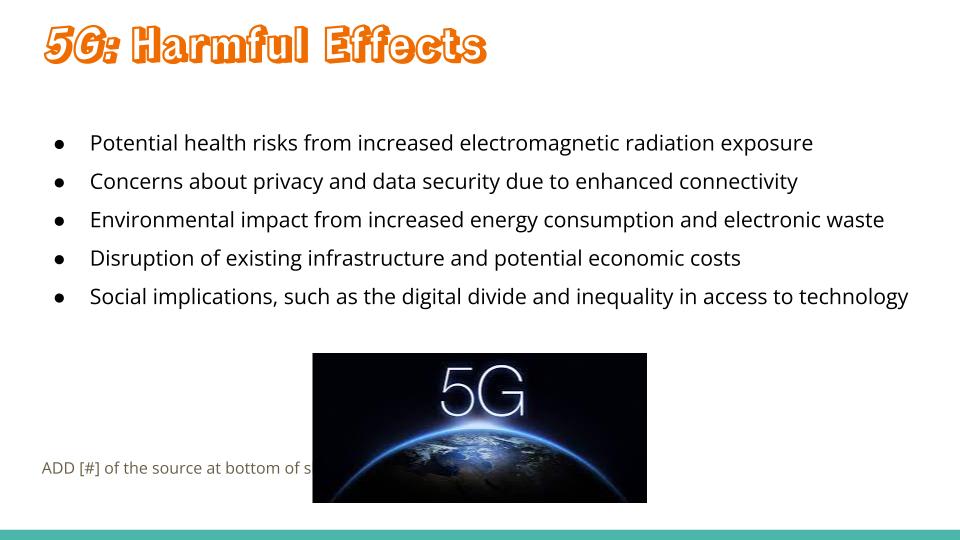 5G: Harmful Effects
● Potential health risks from increased electromagnetic radiation exposure
● Concerns about privacy and data security due to enhanced connectivity
● Environmental impact from increased energy consumption and electronic waste
● Disruption of existing infrastructure and potential economic costs
● Social implications, such as the digital divide and inequality in access to technology
5G
ADD [#] of the source at bottom of